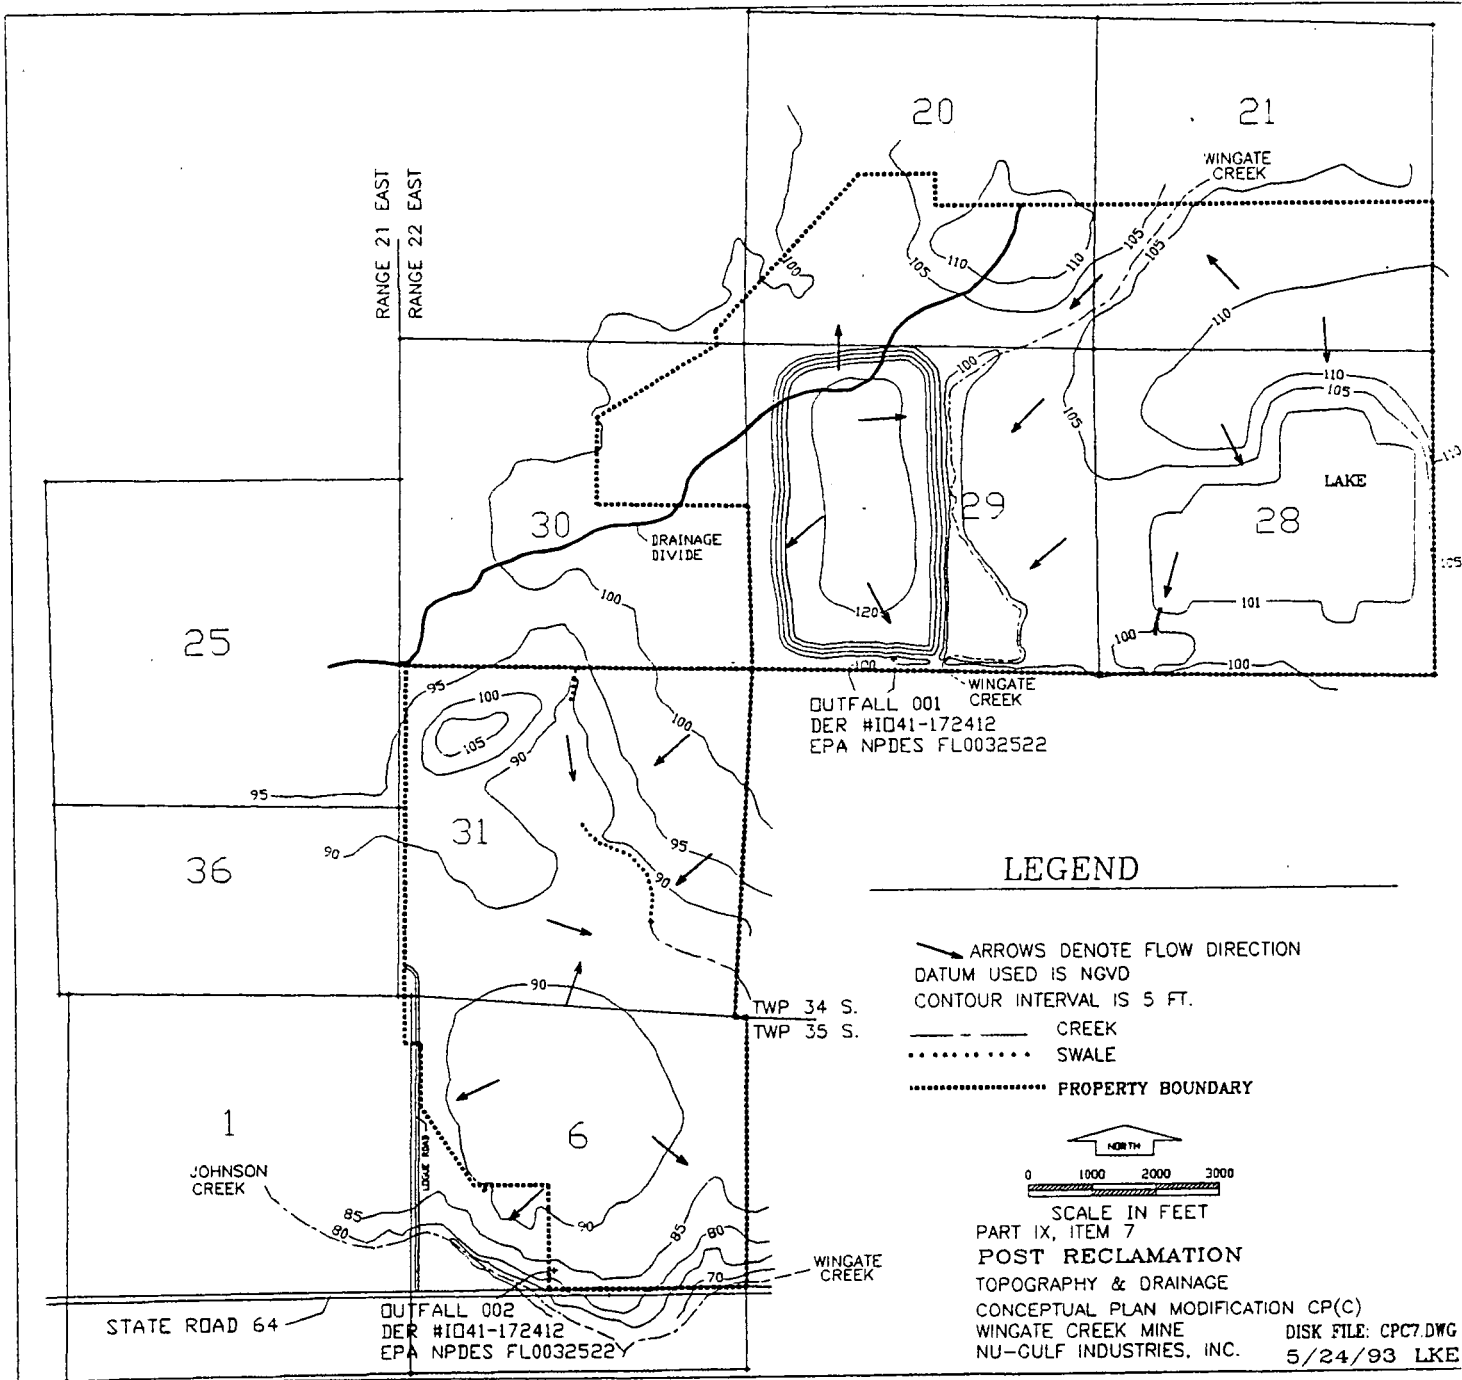 20
21
WINGATE
CREEK
RANGE 21 EAST
RANGE 22 EAST
100
105
110
110
105
105
110
100
105
110
105
110
LAKE
30
29
28
DRAINAGE
DIVIDE
100
120
101
105
25
100
100
100
95
100
105
90
100
WINGATE
CREEK
OUTFALL 001
DER #IO41-172412
EPA NPDES FL0032522
95
31
36
90
95
90
LEGEND
ARROWS DENOTE FLOW DIRECTION
DATUM USED IS NGVD
CONTOUR INTERVAL IS 5 FT.
CREEK
SWALE
PROPERTY BOUNDARY
90
TWP 34 S.
TWP 35 S.
1
6
LOGUE ROAD
JOHNSON
CREEK
NORTH
0 1000 2000 3000
SCALE IN FEET
85
80
90
85
80
70
WINGATE
CREEK
STATE ROAD 64
OUTFALL 002
DER #IO41-172412
EPA NPDES FL0032522
PART IX, ITEM 7
POST RECLAMATION
TOPOGRAPHY & DRAINAGE
CONCEPTUAL PLAN MODIFICATION CP(C)
WINGATE CREEK MINE
NU-GULF INDUSTRIES, INC.
DISK FILE: CPC7.DWG
5/24/93 LKE